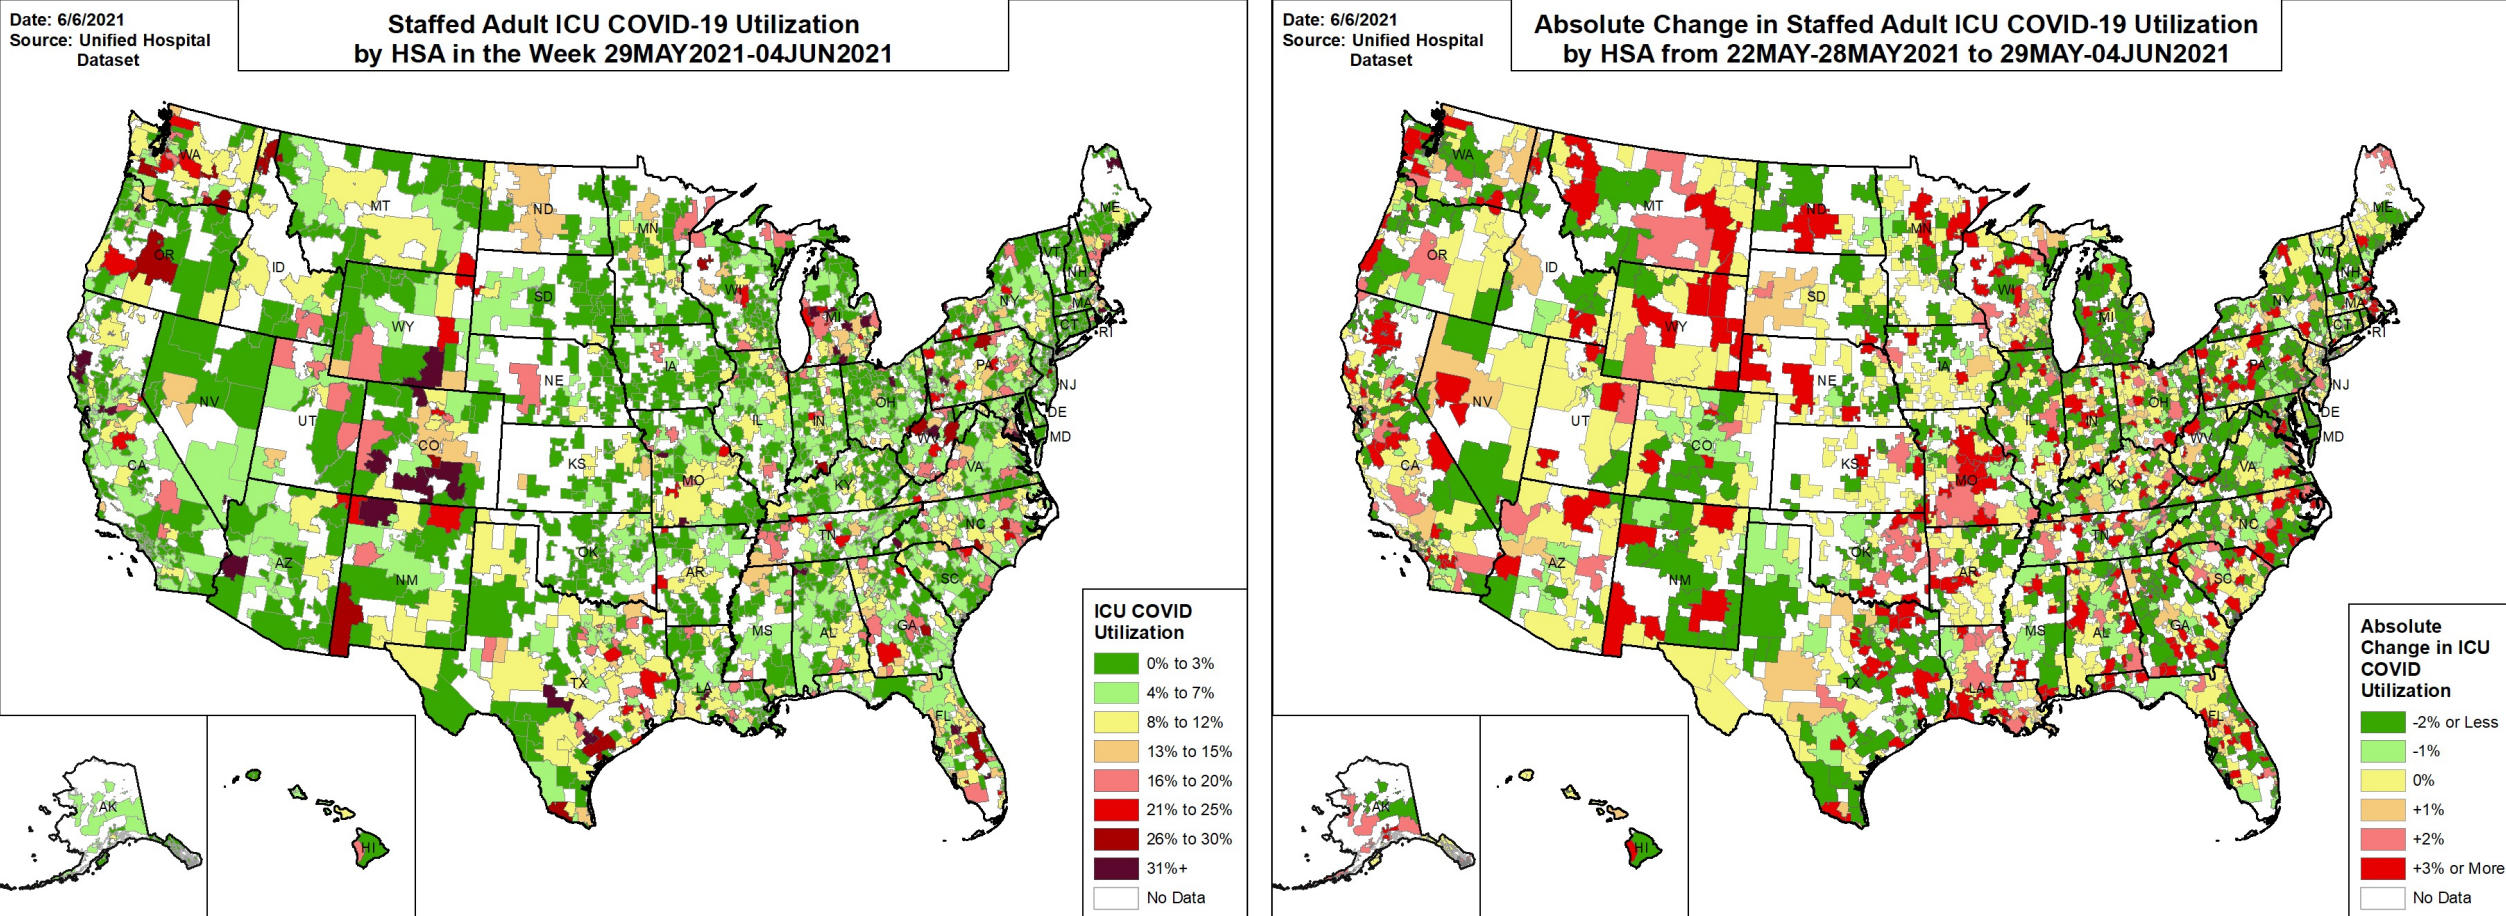 Date: 6/6/2021
Source: Unified Hospital
Dataset
Staffed Adult ICU COVID-19 Utilization
by HSA in the Week 29MAY2021-04JUN2021
WA
MT
ND
MN
OR
ID
SD
WI
MI
WY
NE
IA
NV
UT
CO
KS
MO
IL
IN
OH
PA
NY
VT
NH
ME
MA
CT
RI
NJ
DE
MD
WV
VA
KY
CA
AZ
NM
OK
AR
TN
NC
SC
MS
AL
GA
TX
LA
FL
AK
HI
ICU COVID
Utilization
0% to 3%
4% to 7%
8% to 12%
13% to 15%
16% to 20%
21% to 25%
26% to 30%
31%+
No Data
Date: 6/6/2021
Source: Unified Hospital
Dataset
Absolute Change in Staffed Adult ICU COVID-19 Utilization
by HSA from 22MAY-28MAY2021 to 29MAY-04JUN2021
WA
MT
ND
MN
OR
ID
SD
WI
MI
WY
NE
IA
NV
UT
CO
KS
MO
IL
IN
OH
PA
NY
VT
NH
ME
MA
CT
RI
NJ
DE
MD
WV
VA
KY
CA
AZ
NM
OK
AR
TN
NC
SC
MS
AL
GA
TX
LA
FL
AK
HI
Absolute
Change in ICU
COVID
Utilization
-2% or Less
-1%
0%
+1%
+2%
+3% or More
No Data